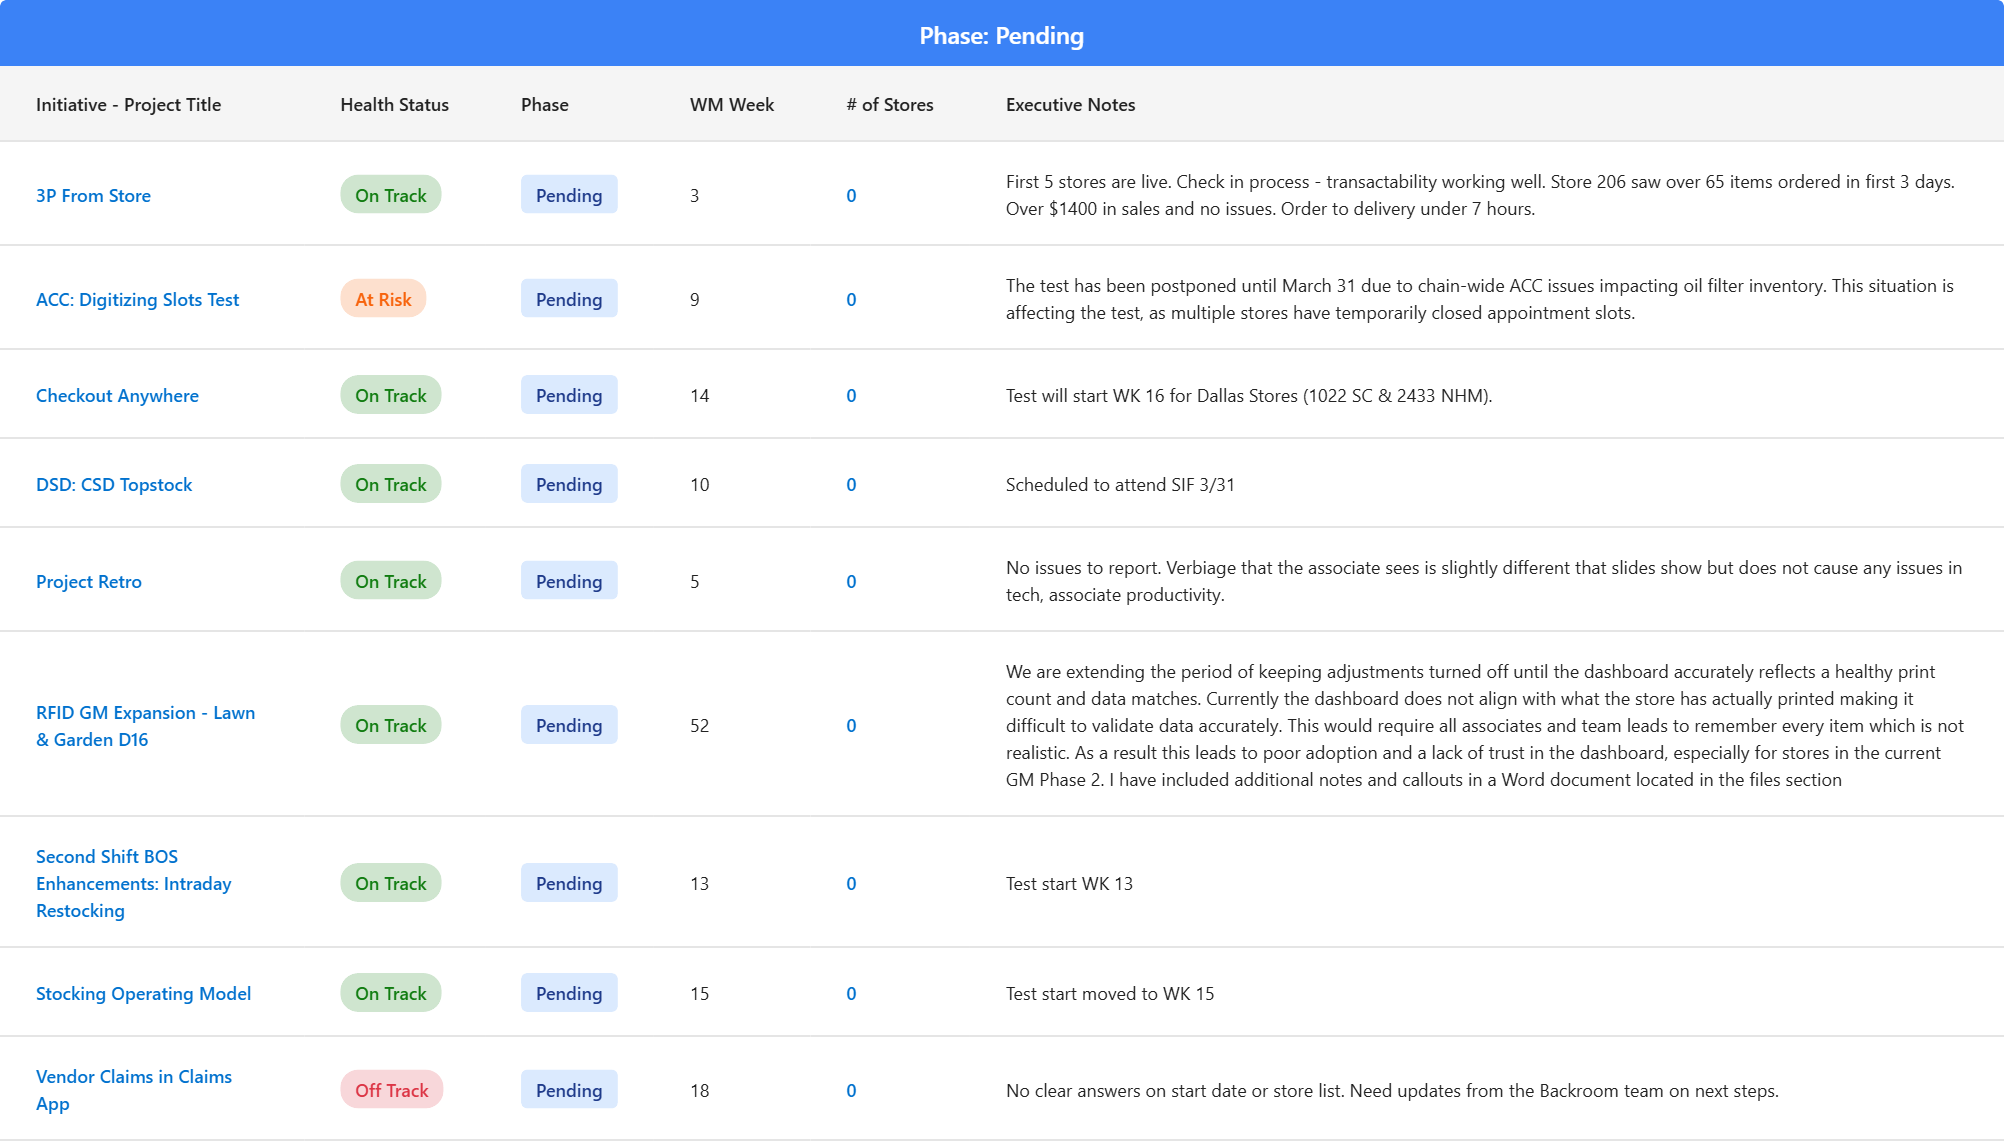 Phase: Pending
Initiative - Project Title Health Status Phase WM Week # of Stores Executive Notes
3P From Store On Track Pending 3 0 First 5 stores are live. Check in process - transactability working well. Store 206 saw over 65 items ordered in first 3 days.
Over $1400 in sales and no issues. Order to delivery under 7 hours.
ACC: Digitizing Slots Test At Risk Pending 9 0 The test has been postponed until March 31 due to chain-wide ACC issues impacting oil filter inventory. This situation is
affecting the test, as multiple stores have temporarily closed appointment slots.
Checkout Anywhere On Track Pending 14 0 Test will start WK 16 for Dallas Stores (1022 SC & 2433 NHM).
DSD: CSD Topstock On Track Pending 10 0 Scheduled to attend SIF 3/31
Project Retro On Track Pending 5 0 No issues to report. Verbiage that the associate sees is slightly different that slides show but does not cause any issues in
tech, associate productivity.
RFID GM Expansion - Lawn
& Garden D16 On Track Pending 52 0 We are extending the period of keeping adjustments turned off until the dashboard accurately reflects a healthy print
count and data matches. Currently the dashboard does not align with what the store has actually printed making it
difficult to validate data accurately. This would require all associates and team leads to remember every item which is not
realistic. As a result this leads to poor adoption and a lack of trust in the dashboard, especially for stores in the current
GM Phase 2. I have included additional notes and callouts in a Word document located in the files section
Second Shift BOS
Enhancements: Intraday
Restocking On Track Pending 13 0 Test start WK 13
Stocking Operating Model On Track Pending 15 0 Test start moved to WK 15
Vendor Claims in Claims
App Off Track Pending 18 0 No clear answers on start date or store list. Need updates from the Backroom team on next steps.